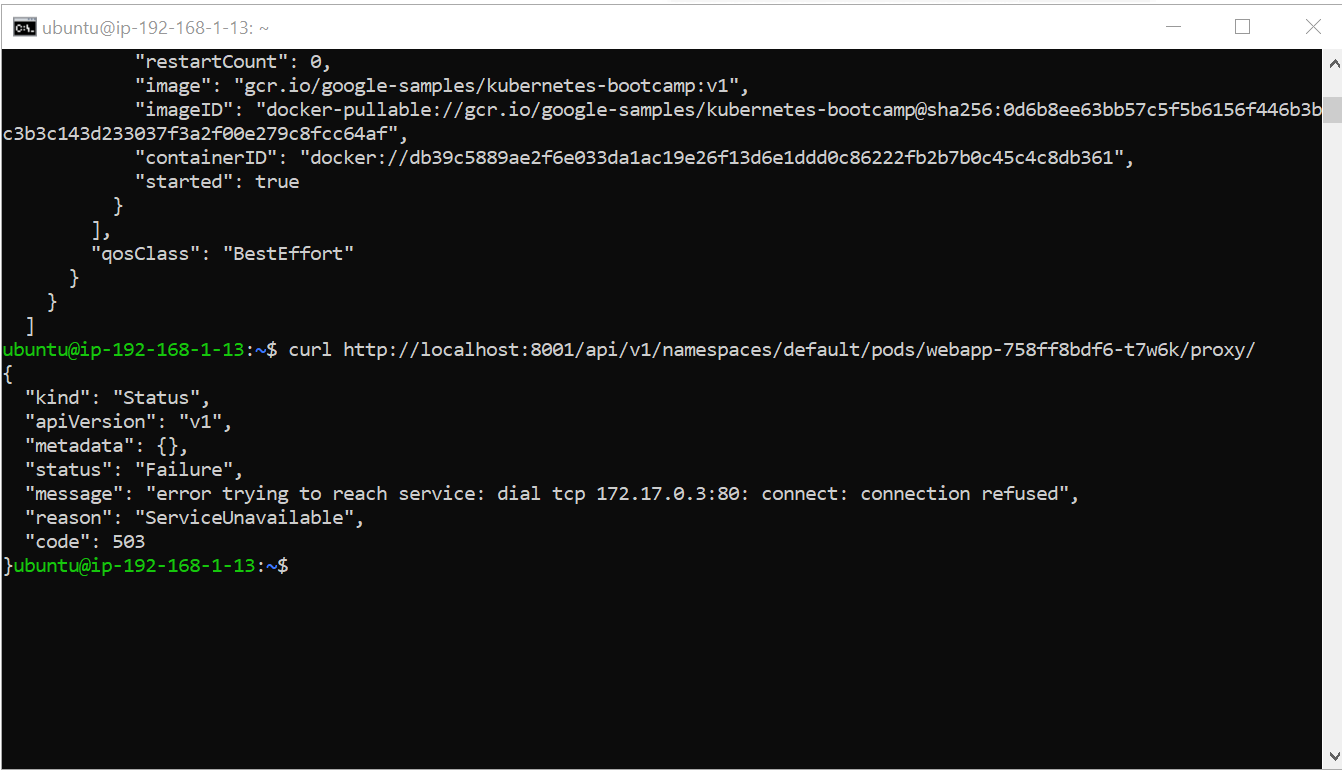 ubuntu@ip-192-168-1-13: ~
"restartCount": 0,
"image": "gcr.io/google-samples/kubernetes-bootcamp:v1",
"imageID": "docker-pullable://gcr.io/google-samples/kubernetes-bootcamp@sha256:0d6b8ee63bb57c5f5b6156f446b3b
c3b3c143d233037f3a2f00e279c8fcc64af",
"containerID": "docker://db39c5889ae2f6e033da1ac19e26f13d6e1ddd0c86222fb2b7b0c45c4c8db361",
"started": true
}
],
"qosClass": "BestEffort"
}
}
]
ubuntu@ip-192-168-1-13:~$ curl http://localhost:8001/api/v1/namespaces/default/pods/webapp-758ff8bdf6-t7w6k/proxy/
{
"kind": "Status",
"apiVersion": "v1",
"metadata": {},
"status": "Failure",
"message": "error trying to reach service: dial tcp 172.17.0.3:80: connect: connection refused",
"reason": "ServiceUnavailable",
"code": 503
}ubuntu@ip-192-168-1-13:~$